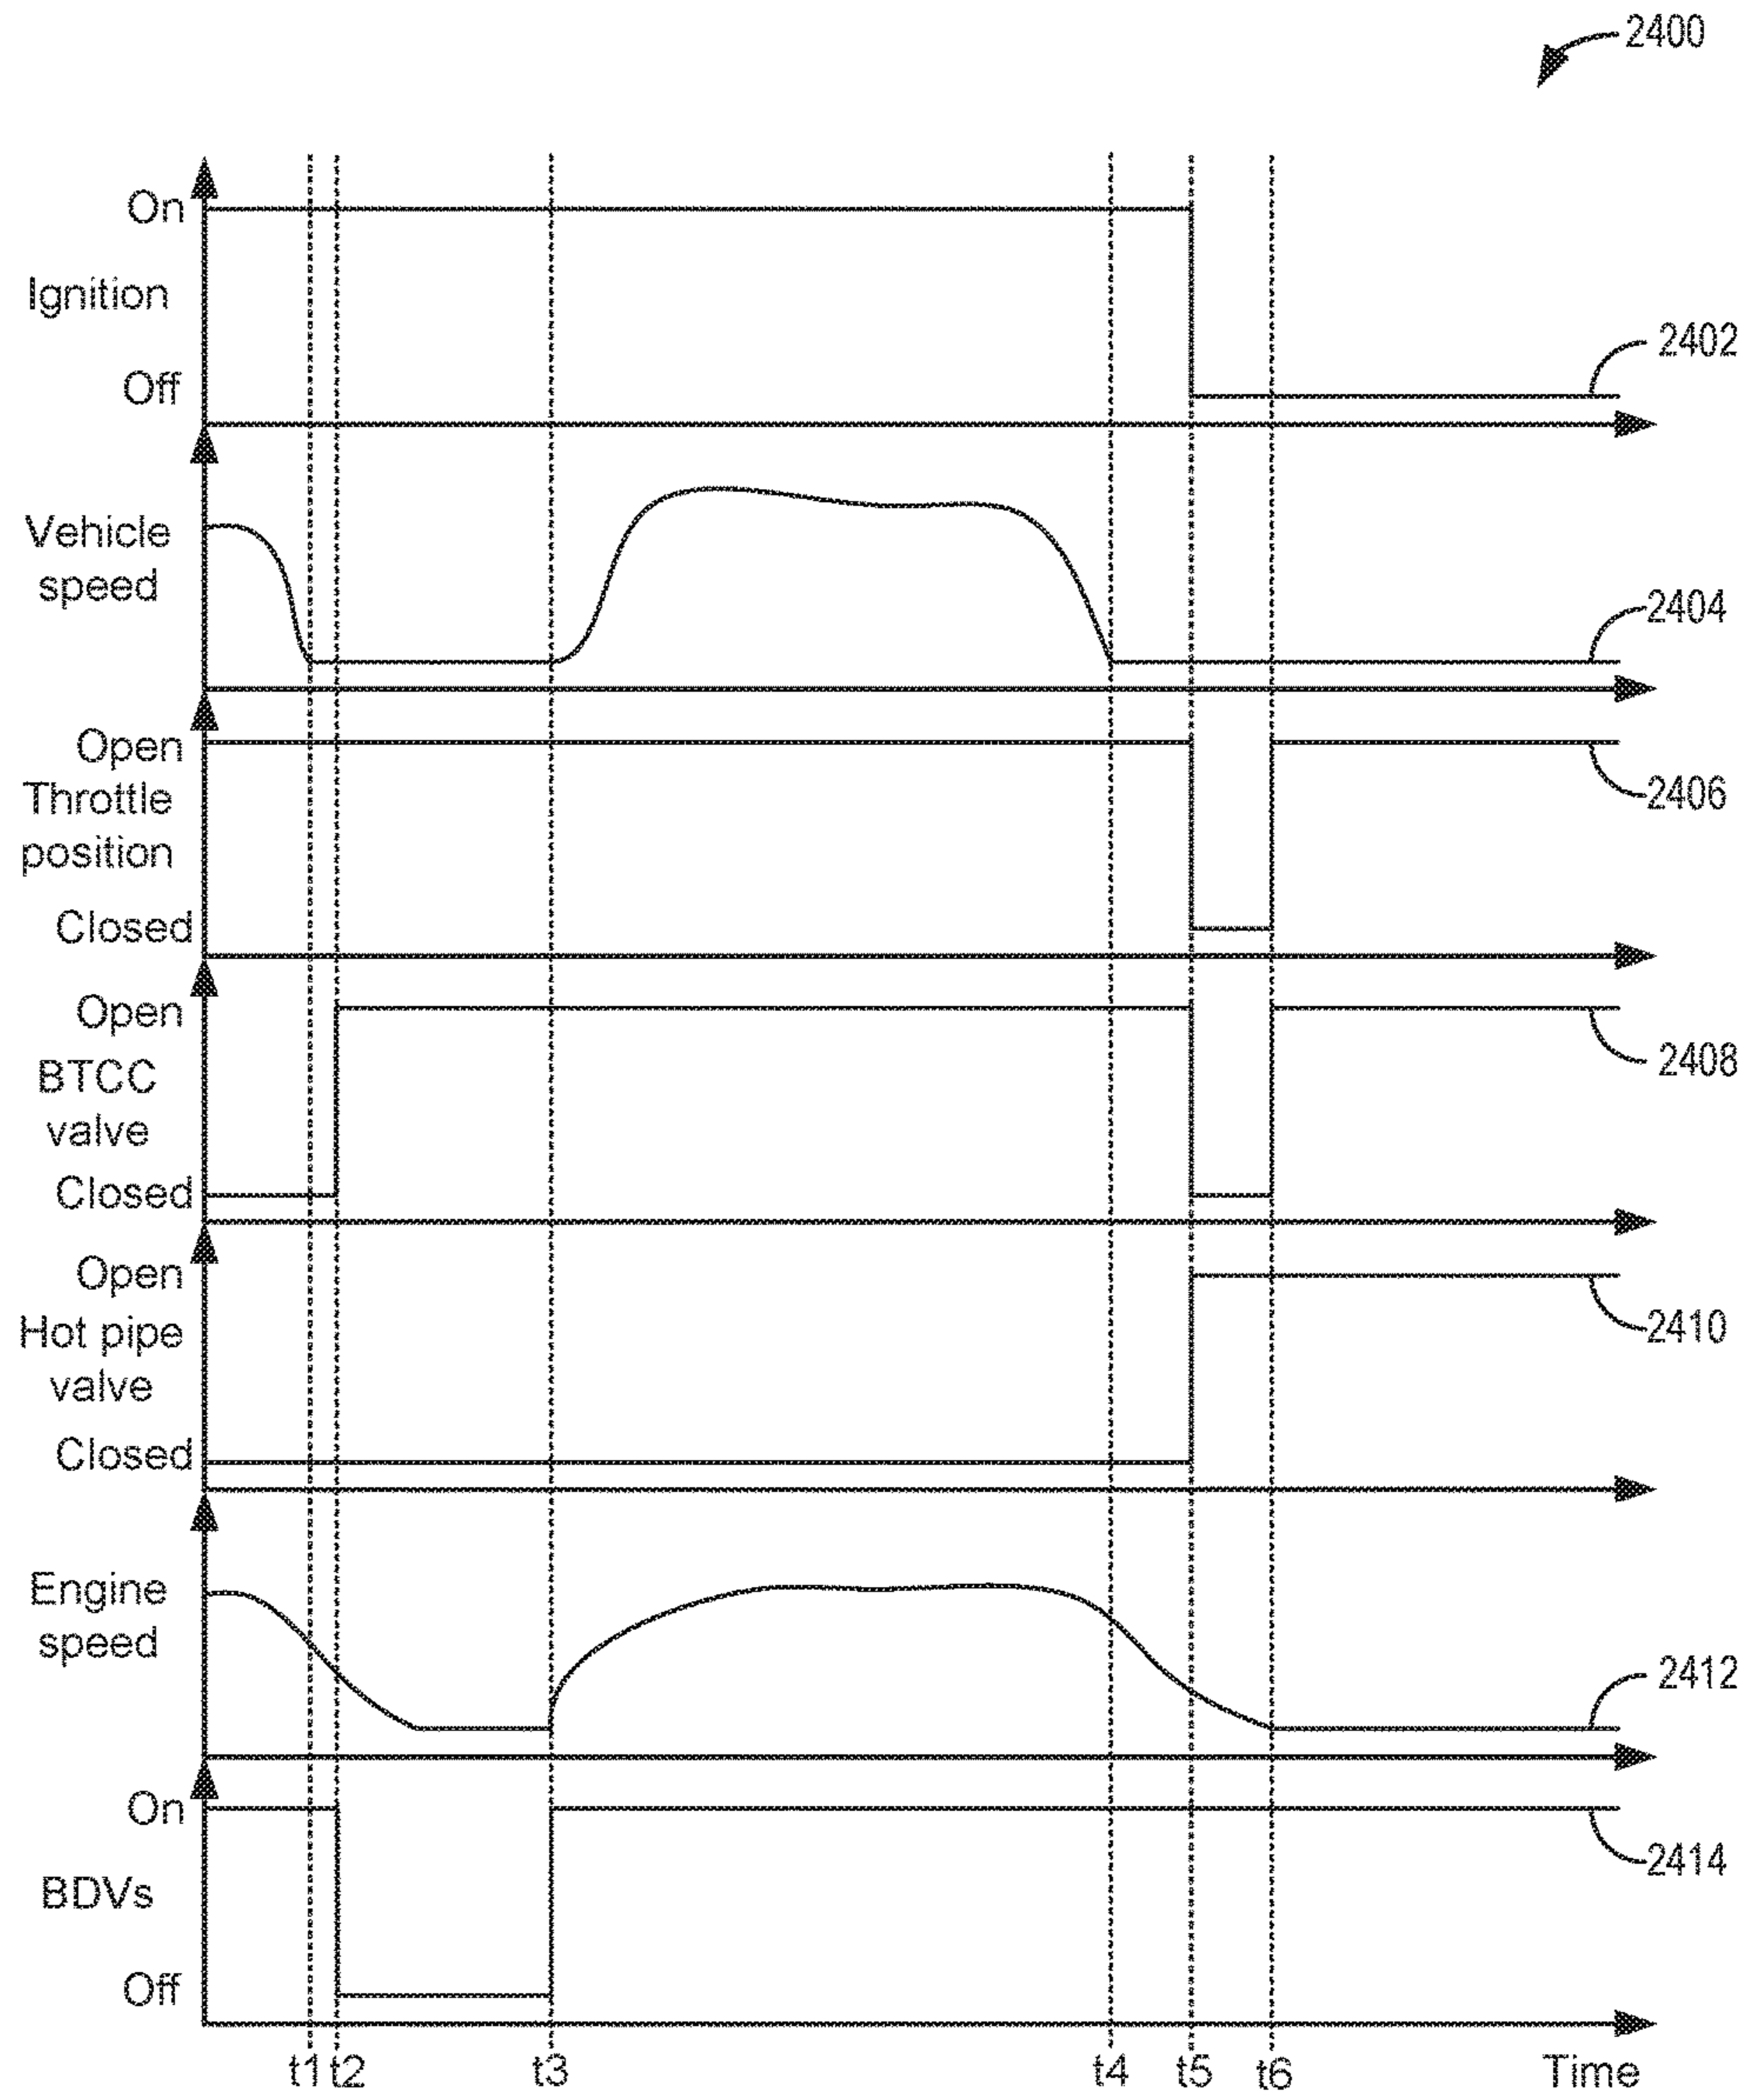 2400
On
Ignition
Off
2402
Vehicle
speed
2404
Open
Throttle
position
Closed
2406
Open
BTCC
valve
Closed
2408
Open
Hot pipe
valve
Closed
2410
Engine
speed
2412
On
BDVs
Off
2414
t1 t2 t3 t4 t5 t6 Time